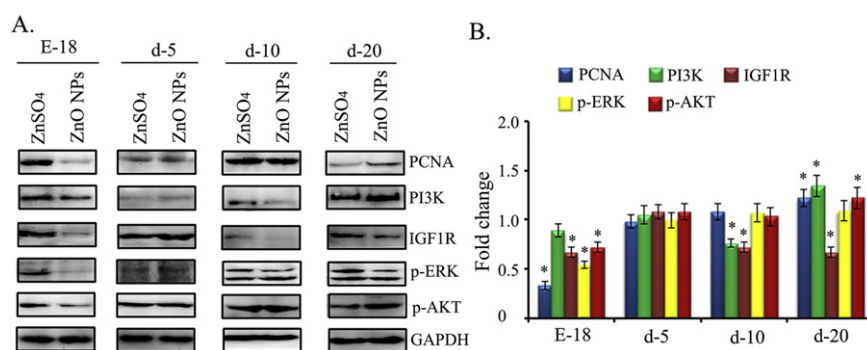 A.
E-18 d-5 d-10 d-20
ZnSO4 ZnO NPs ZnSO4 ZnO NPs ZnSO4 ZnO NPs ZnSO4 ZnO NPs
PCNA
PI3K
IGF1R
p-ERK
p-AKT
GAPDH
B.
PCNA PI3K IGF1R
p-ERK p-AKT
Fold change
2.0
1.5
1.0
0.5
0
* * * *
* *
* * * *
E-18 d-5 d-10 d-20